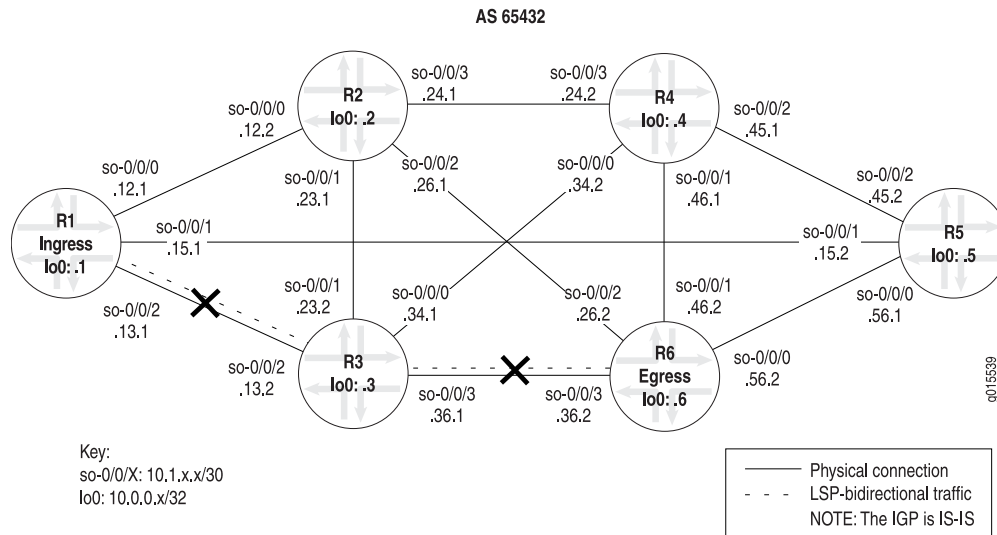 AS 65432
R2
lo0: .2
so-0/0/3
.24.1
so-0/0/3
.24.2
R4
lo0: .4
so-0/0/0
.12.2
so-0/0/2
.45.1
so-0/0/0
.12.1
so-0/0/1
.23.1
so-0/0/2
.26.1
so-0/0/0
.34.2
so-0/0/1
.46.1
so-0/0/2
.45.2
R1
Ingress
lo0: .1
so-0/0/1
.15.1
so-0/0/1
.15.2
R5
lo0: .5
so-0/0/2
.13.1
so-0/0/1
.23.2
so-0/0/0
.34.1
so-0/0/2
.26.2
so-0/0/1
.46.2
so-0/0/0
.56.1
so-0/0/2
.13.2
R3
lo0: .3
so-0/0/3
.36.1
so-0/0/3
.36.2
R6
Egress
lo0: .6
so-0/0/0
.56.2
g015539
Key:
so-0/0/X: 10.1.x.x/30
lo0: 10.0.0.x/32
Physical connection
LSP-bidirectional traffic
NOTE: The IGP is IS-IS